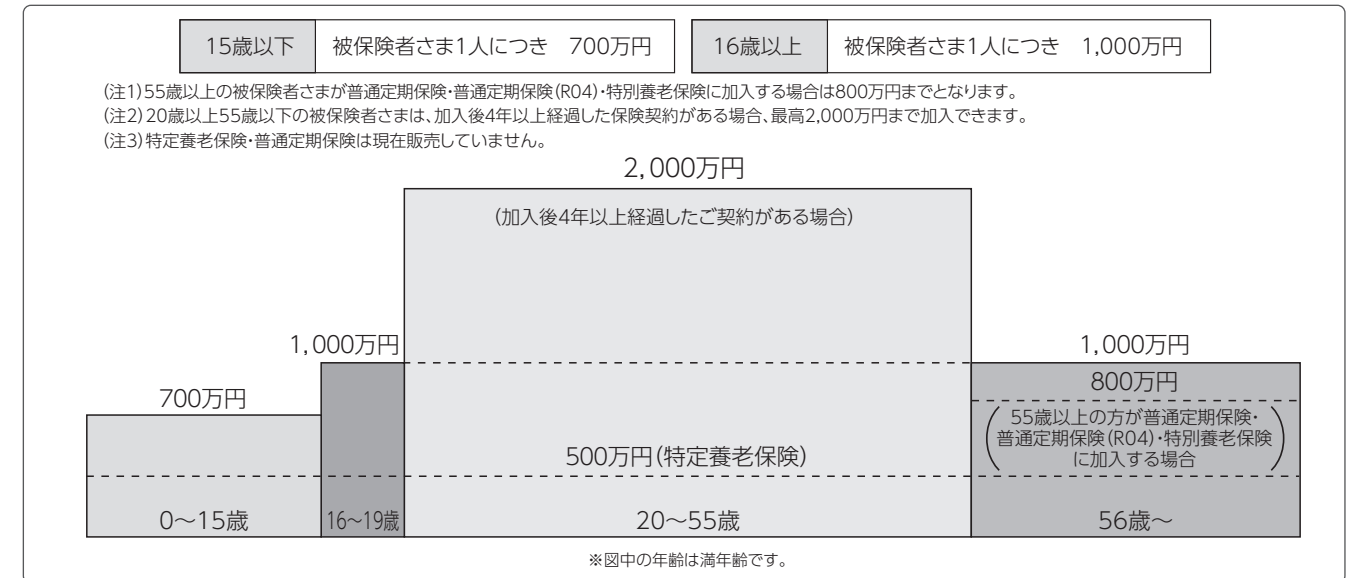 15歳以下 被保険者さま1人につき 700万円 16歳以上 被保険者さま1人につき 1,000万円
(注1)55歳以上の被保険者さまが普通定期保険・普通定期保険(R04)・特別養老保険に加入する場合は800万円までとなります。
(注2)20歳以上55歳以下の被保険者さまは、加入後4年以上経過した保険契約がある場合、最高2,000万円まで加入できます。
(注3)特定養老保険・普通定期保険は現在販売していません。
2,000万円
(加入後4年以上経過したご契約がある場合)
1,000万円
1,000万円
700万円
800万円
(55歳以上の方が普通定期保険・
普通定期保険(R04)・特別養老保険
に加入する場合)
500万円(特定養老保険)
0～15歳 16～19歳 20～55歳 56歳～
※図中の年齢は満年齢です。